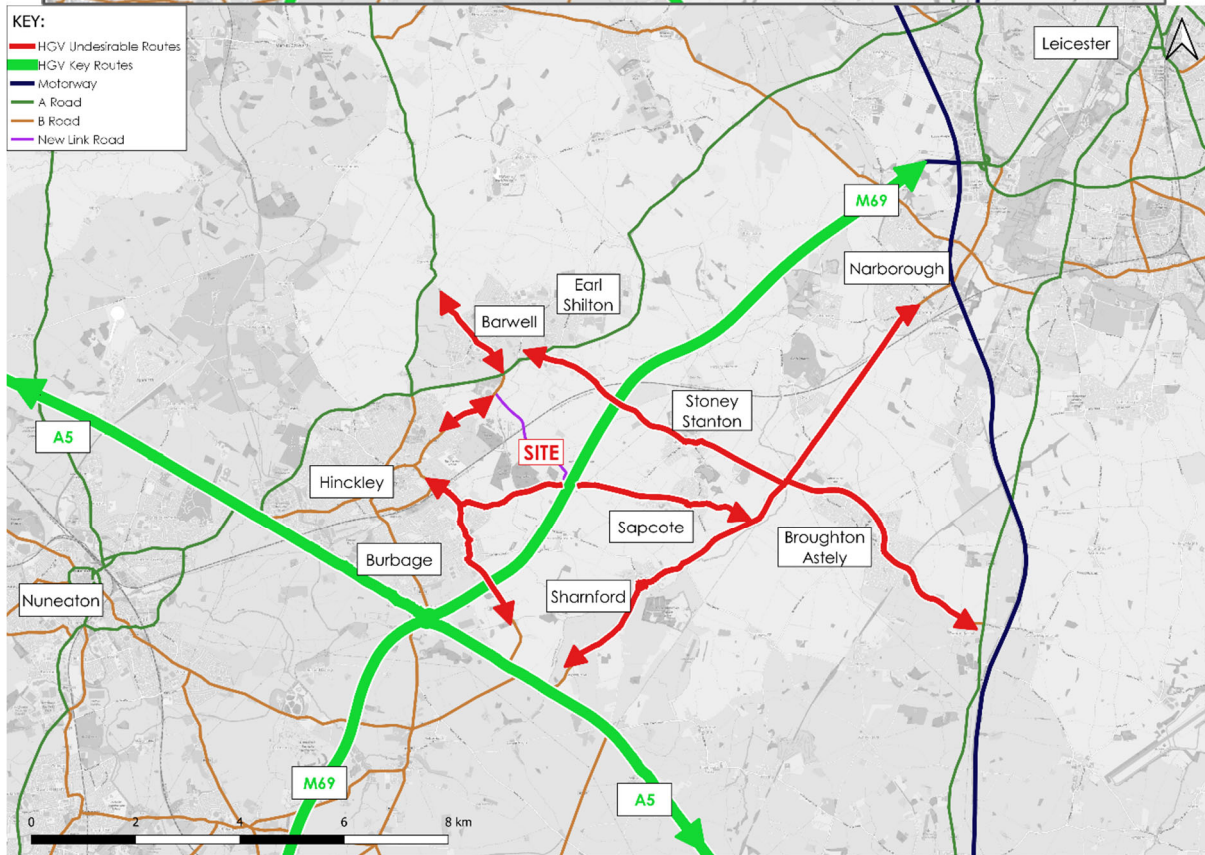 KEY:
HGV Undesirable Routes
HGV Key Routes
Motorway
A Road
B Road
New Link Road
Leicester
M69
Narborough
Earl
Shilton
Barwell
Stoney
Stanton
A5
SITE
Hinckley
Sapcote
Broughton
Astely
Burbage
Sharnford
Nuneaton
M69
A5
0 2 4 6 8 km